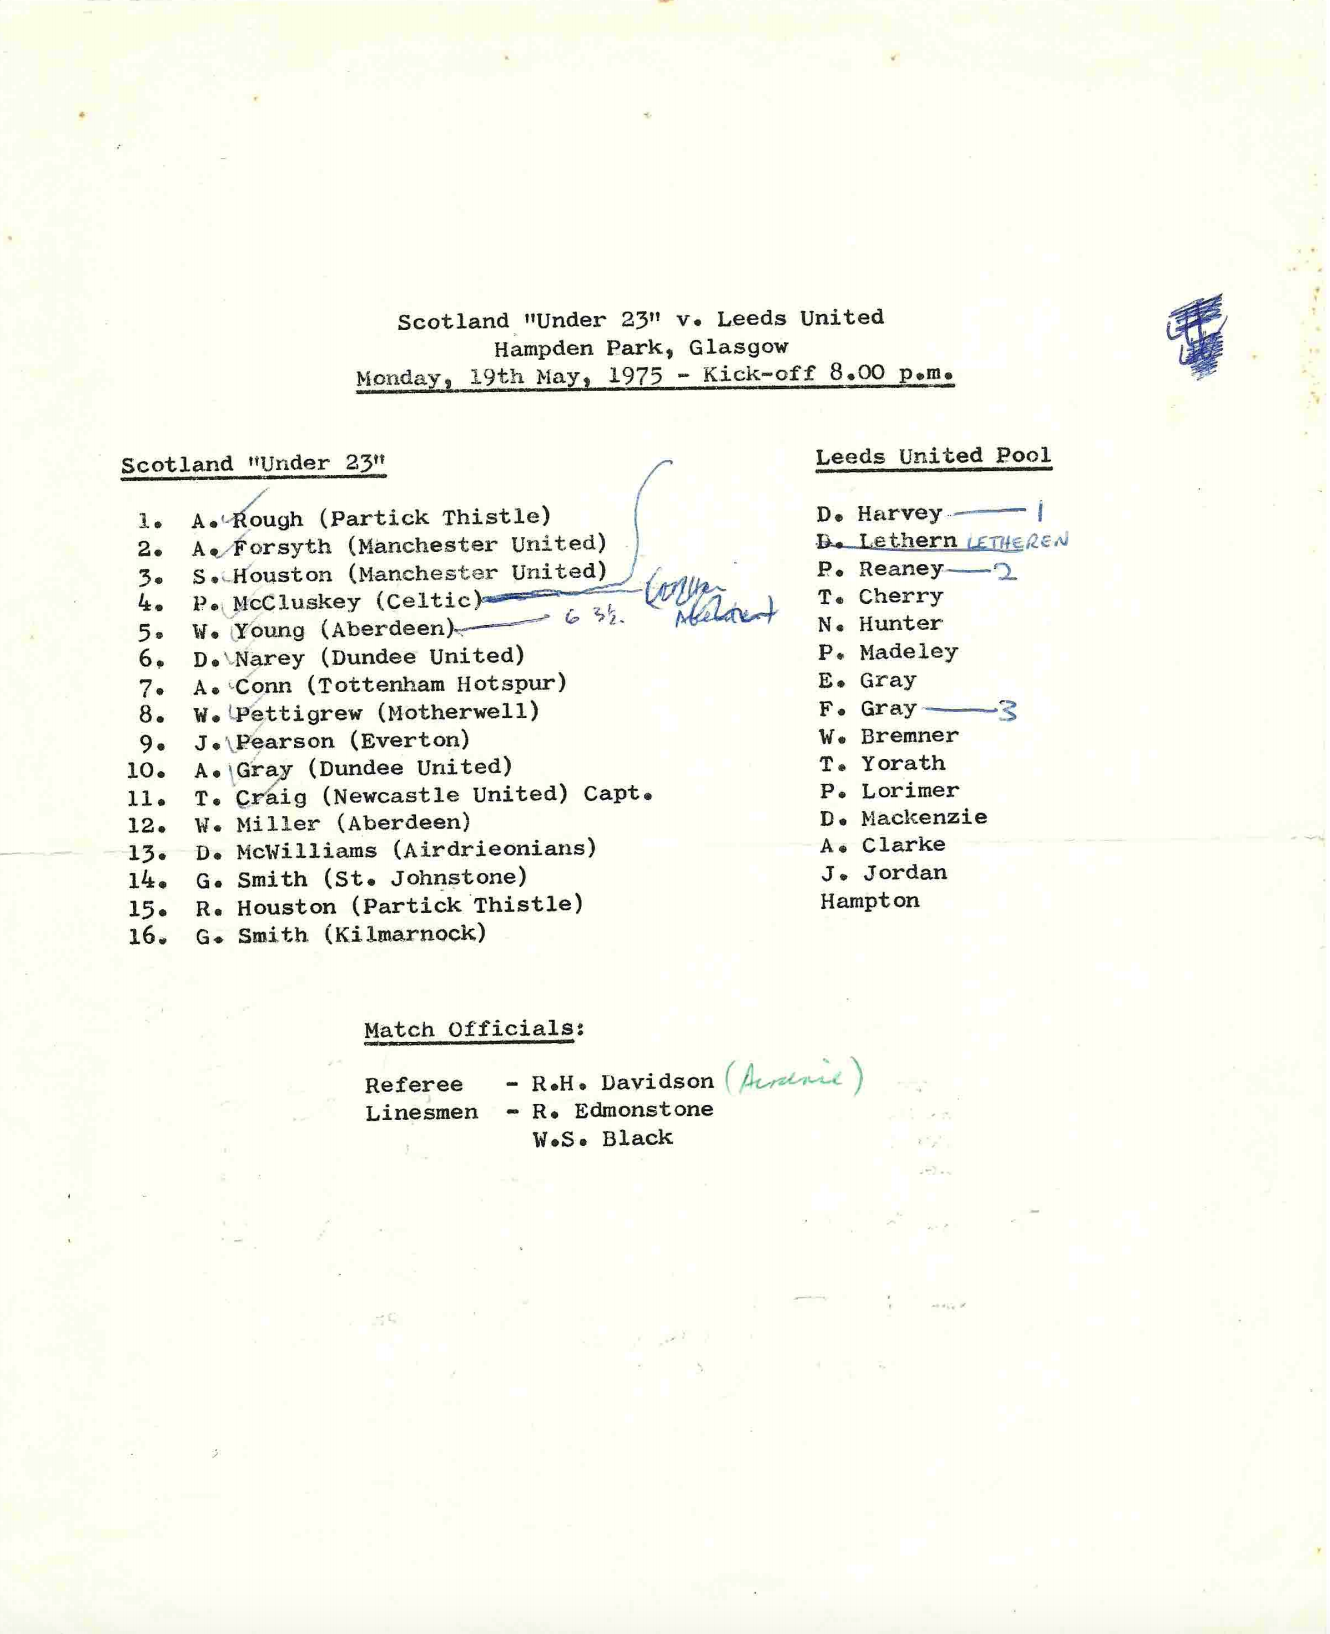 Scotland "Under 23" v. Leeds United
Hampden Park, Glasgow
Monday, 19th May, 1975 - Kick-off 8.00 p.m.
Scotland "Under 23"
1. A. Rough (Partick Thistle)
2. A. Forsyth (Manchester United)
3. S. Houston (Manchester United)
4. P. McCluskey (Celtic)
5. W. Young (Aberdeen) 6 3½.
6. D. Narey (Dundee United)
7. A. Conn (Tottenham Hotspur)
8. W. Pettigrew (Motherwell)
9. J. Pearson (Everton)
10. A. Gray (Dundee United)
11. T. Craig (Newcastle United) Capt.
12. W. Miller (Aberdeen)
13. D. McWilliams (Airdrieonians)
14. G. Smith (St. Johnstone)
15. R. Houston (Partick Thistle)
16. G. Smith (Kilmarnock)
Leeds United Pool
D. Harvey — 1
D. Lethern LETHEREN
P. Reaney — 2
T. Cherry
N. Hunter
P. Madeley
E. Gray
F. Gray — 3
W. Bremner
T. Yorath
P. Lorimer
D. Mackenzie
A. Clarke
J. Jordan
Hampton
Match Officials:
Referee - R.H. Davidson (Airdrie)
Linesmen - R. Edmonstone
W.S. Black